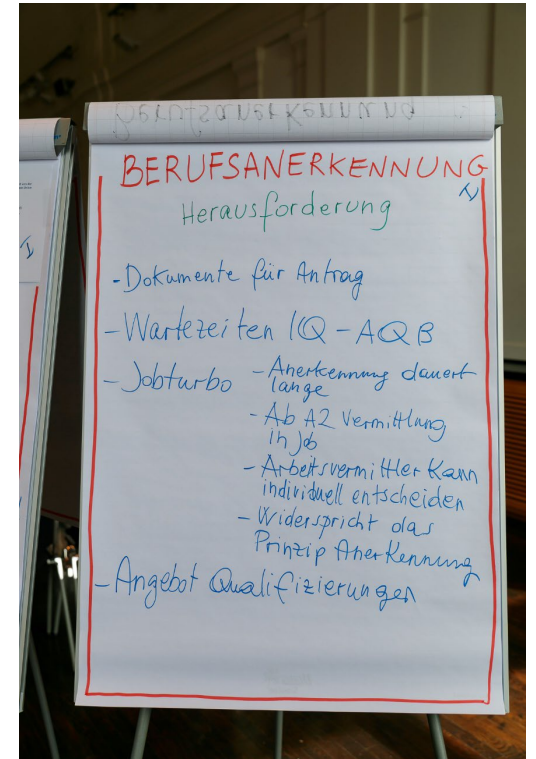 BERUFSANERKENNUNG
Herausforderung
- Dokumente für Antrag
- Wartezeiten IQ - AQB
- Jobturbo - Anerkennung dauert
lange
- Ab A2 Vermittlung
in Job
- Arbeitsvermittler kann
individuell entscheiden
- Widerspricht das
Prinzip Anerkennung
- Angebot Qualifizierungen